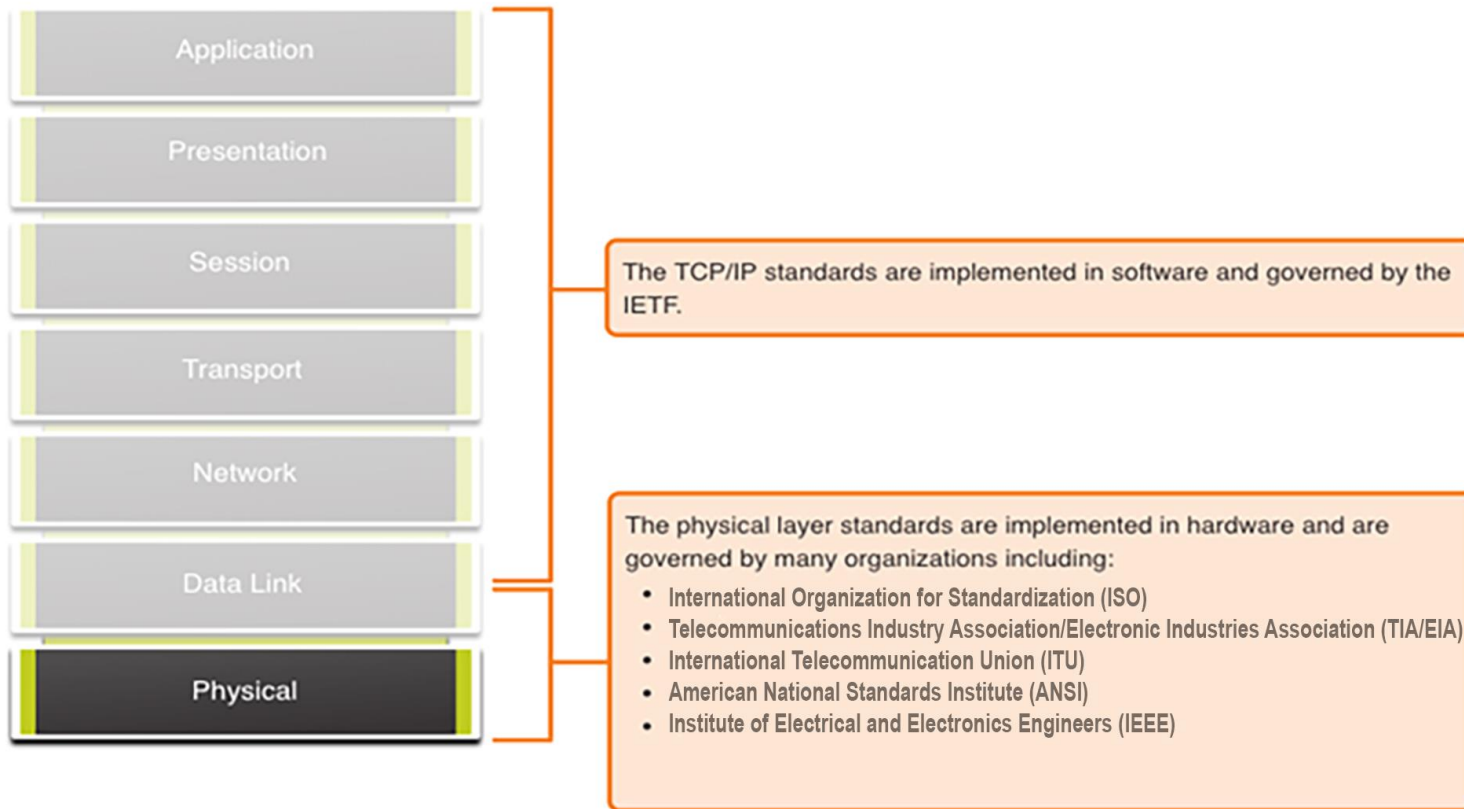 Application
Presentation
Session
Transport
Network
Data Link
Physical
The TCP/IP standards are implemented in software and governed by the
IETF.
The physical layer standards are implemented in hardware and are
governed by many organizations including:
• International Organization for Standardization (ISO)
• Telecommunications Industry Association/Electronic Industries Association (TIA/EIA)
• International Telecommunication Union (ITU)
• American National Standards Institute (ANSI)
• Institute of Electrical and Electronics Engineers (IEEE)